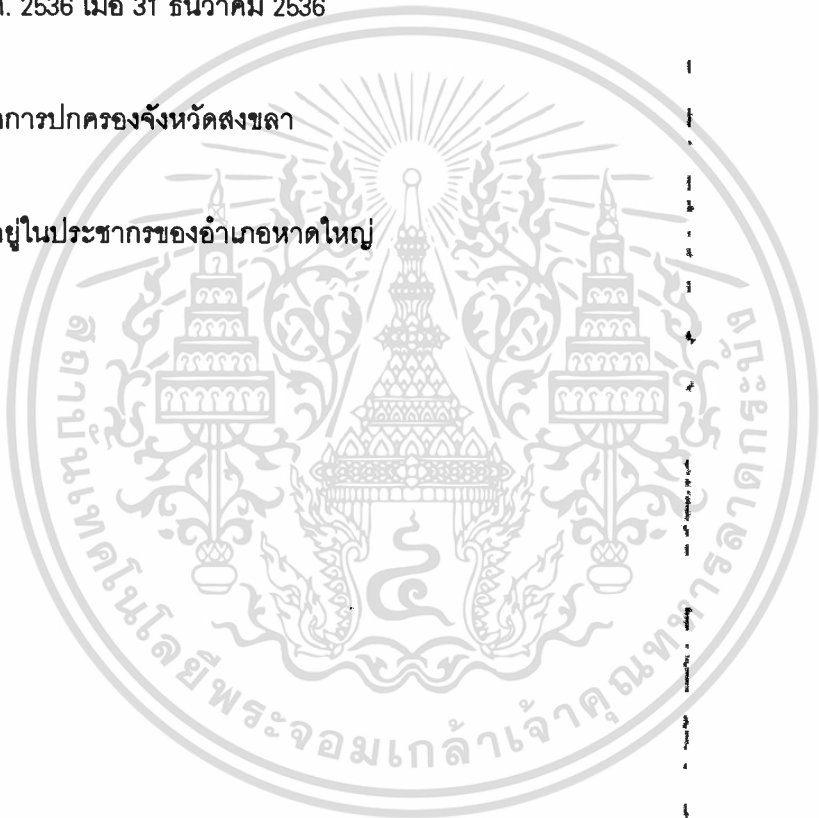 . 2536 เมื่อ 31 ธันวาคม 2536
การปกครองจังหวัดสงขลา
อยู่ในประชากรของอำเภอหาดใหญ่
สถาบันเทคโนโลยีพระจอมเกล้าเจ้าคุณทหารลาดกระบัง